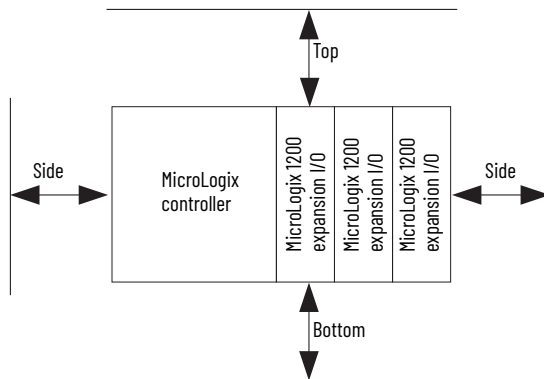 Top
Side
MicroLogix
controller
MicroLogix 1200
expansion I/O
MicroLogix 1200
expansion I/O
MicroLogix 1200
expansion I/O
Side
Bottom